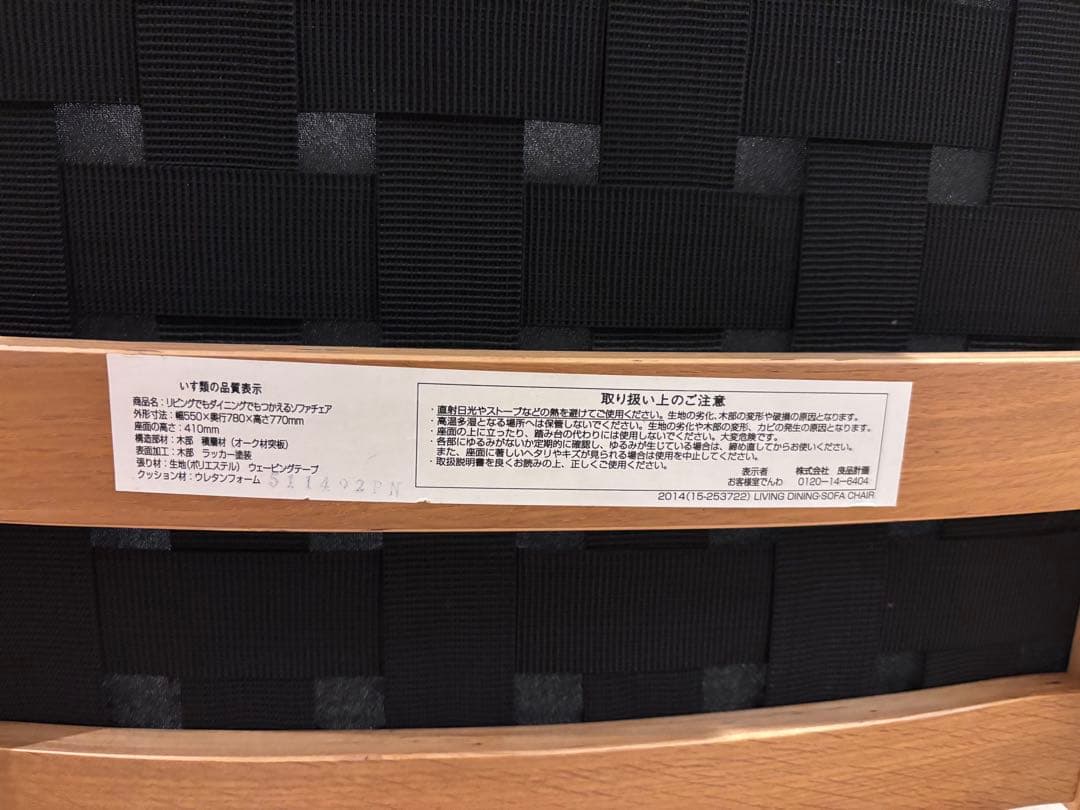 いす類の品質表示
商品名：リビングでもダイニングでもつかえるソファチェア
外形寸法：幅550×奥行780×高さ770mm
座面の高さ：410mm
構造部材：木部　積層材（オーク材突板）
表面加工：木部　ラッカー塗装
張り材：生地（ポリエステル）　ウェービングテープ
クッション材：ウレタンフォーム
511402PN
取り扱い上のご注意
・直射日光やストーブなどの熱を避けてご使用ください。生地の劣化、木部の変形や破損の原因となります。
・高温多湿となる場所へは保管しないでください。生地の劣化や木部の変形、カビの発生の原因となります。
・座面の上に立ったり、踏み台の代わりには使用しないでください。大変危険です。
・各部にゆるみがないか定期的に確認し、ゆるみが生じている場合は、締め直してからお使いください。
また、座面に著しいヘタリやキズが見られる場合は使用を中止してください。
・取扱説明書を良くお読みの上、正しくご使用ください。
表示者　株式会社　良品計画
お客様室でんわ　0120-14-6404
2014(15-253722) LIVING DINING-SOFA CHAIR